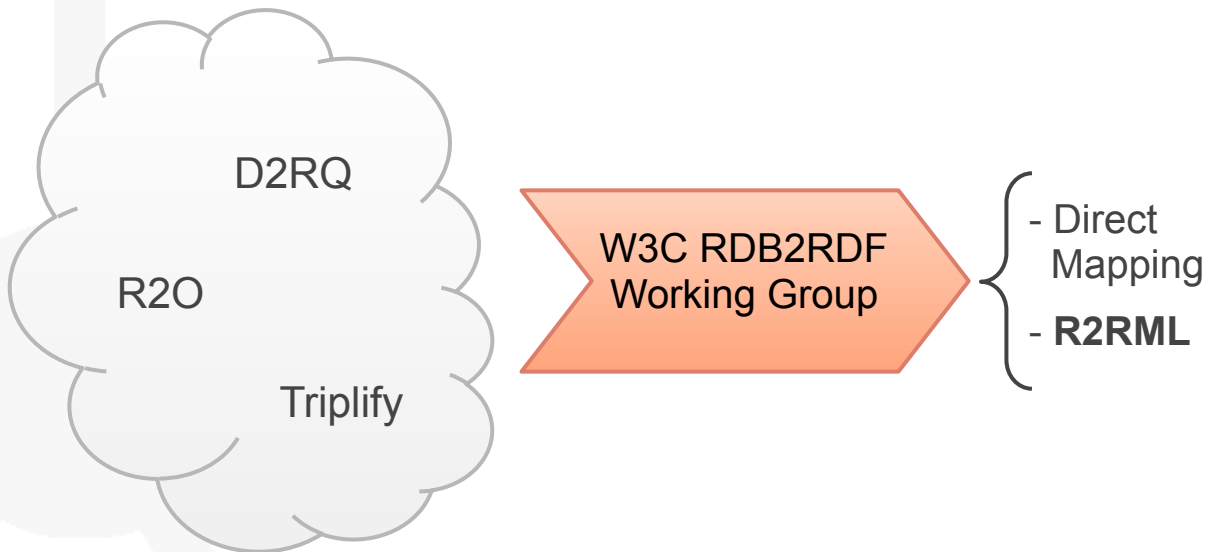 D2RQ
R2O
Triplify
W3C RDB2RDF
Working Group
- Direct
Mapping
- R2RML